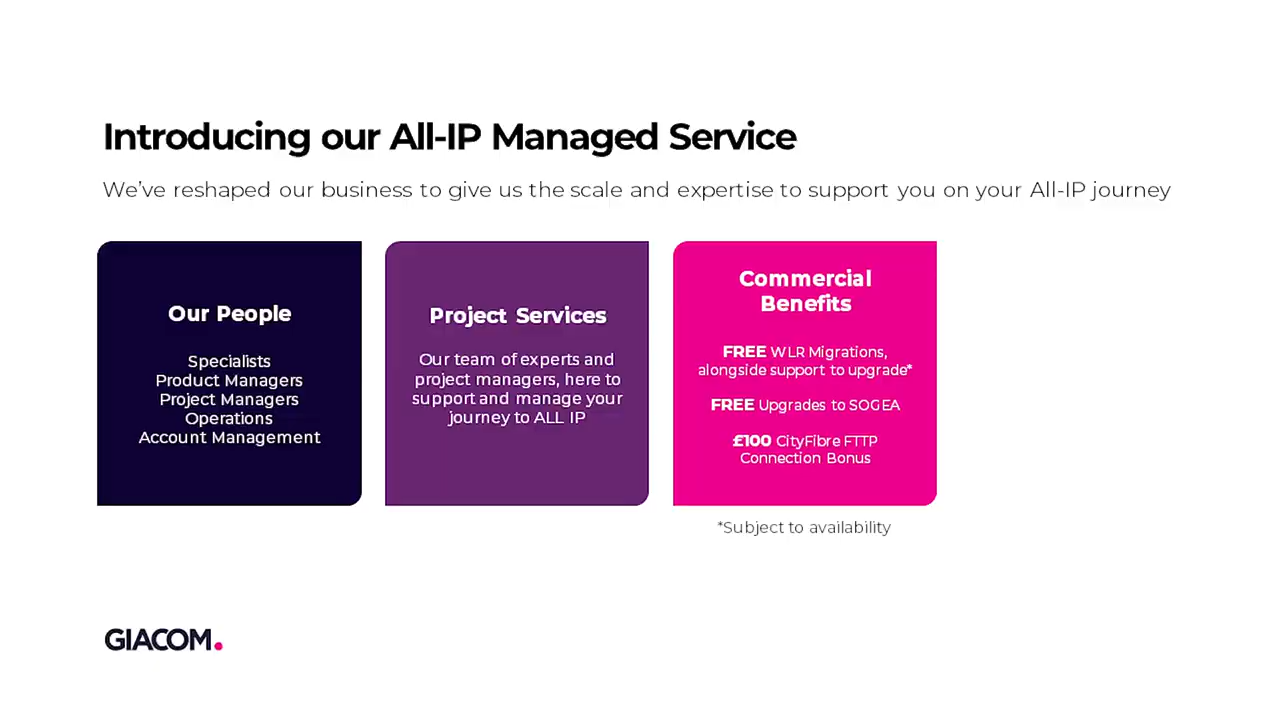 Introducing our All-IP Managed Service
We've reshaped our business to give us the scale and expertise to support you on your All-IP journey
Our People
Specialists
Product Managers
Project Managers
Operations
Account Management
Project Services
Our team of experts and
project managers, here to
support and manage your
journey to ALL IP
Commercial
Benefits
FREE WLR Migrations,
alongside support to upgrade*
FREE Upgrades to SOGEA
£100 CityFibre FTTP
Connection Bonus
*Subject to availability
GIACOM.